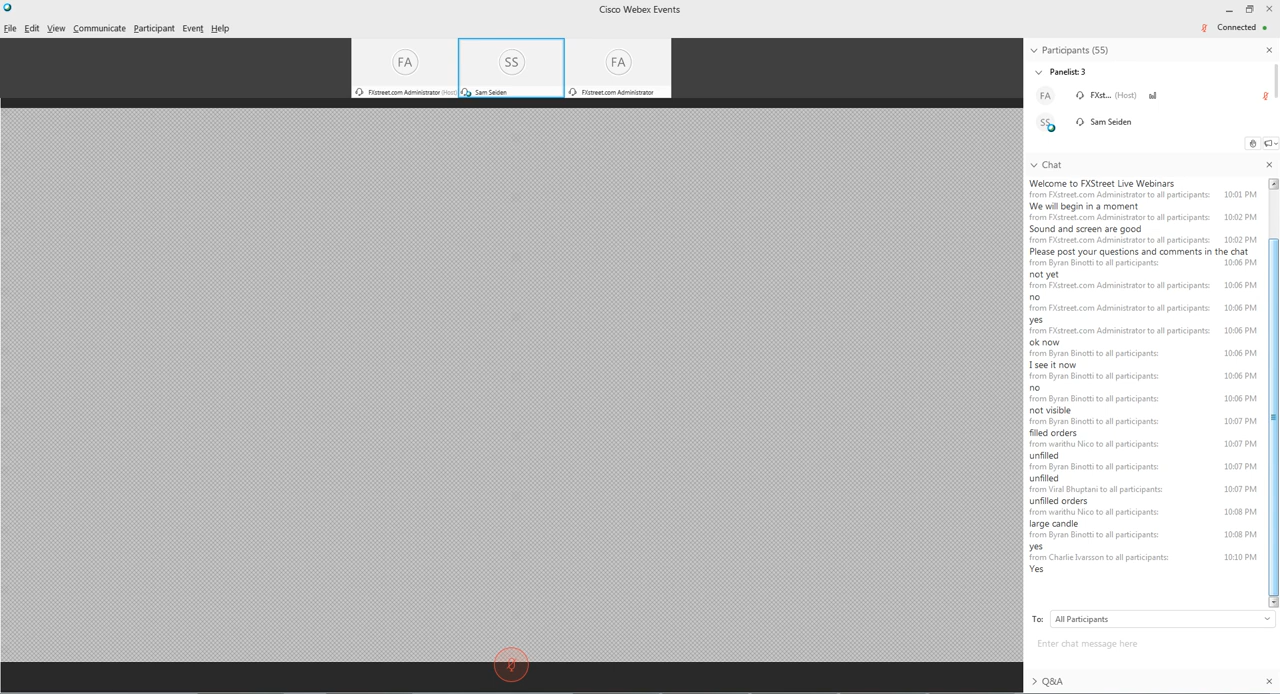 Cisco Webex Events
File Edit View Communicate Participant Event Help
Connected
FA SS FA
FXstreet.com Administrator (Host) Sam Seiden FXstreet.com Administrator
Participants (55)
Panelist: 3
FA FXst... (Host)
SS Sam Seiden
Chat
Welcome to FXStreet Live Webinars
from FXstreet.com Administrator to all participants: 10:01 PM
We will begin in a moment
from FXstreet.com Administrator to all participants: 10:02 PM
Sound and screen are good
from FXstreet.com Administrator to all participants: 10:02 PM
Please post your questions and comments in the chat
from Byran Binotti to all participants: 10:06 PM
not yet
from FXstreet.com Administrator to all participants: 10:06 PM
no
from FXstreet.com Administrator to all participants: 10:06 PM
yes
from FXstreet.com Administrator to all participants: 10:06 PM
ok now
from Byran Binotti to all participants: 10:06 PM
I see it now
from Byran Binotti to all participants: 10:06 PM
no
from Byran Binotti to all participants: 10:06 PM
not visible
from Byran Binotti to all participants: 10:07 PM
filled orders
from warithu Nico to all participants: 10:07 PM
unfilled
from Byran Binotti to all participants: 10:07 PM
unfilled
from Viral Bhuptani to all participants: 10:07 PM
unfilled orders
from warithu Nico to all participants: 10:08 PM
large candle
from Byran Binotti to all participants: 10:08 PM
yes
from Charlie Ivarsson to all participants: 10:10 PM
Yes
To: All Participants
Enter chat message here
Q&A